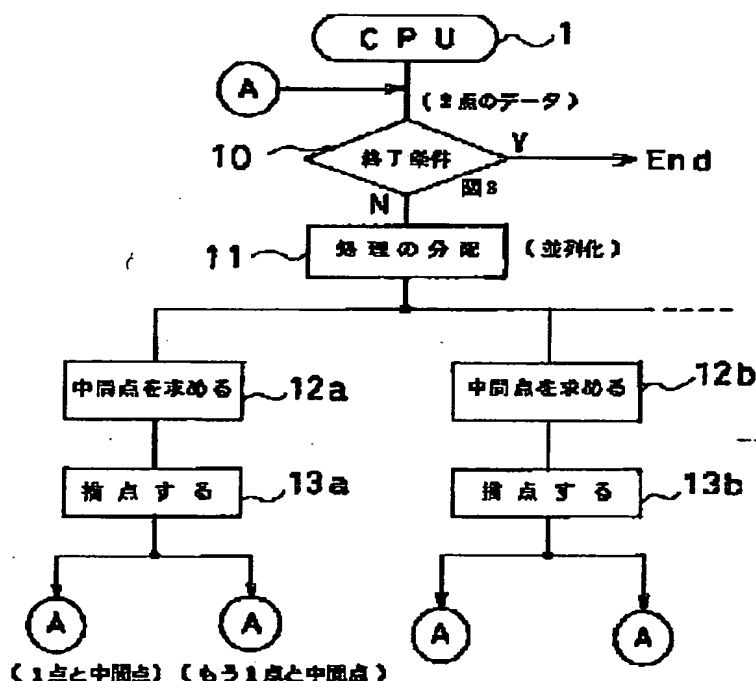 CPU 1
A
(2点のデータ)
10 終了条件 Y End
図8
N
11 処理の分配 (並列化)
中間点を求める 12a 中間点を求める 12b
描点する 13a 描点する 13b
A A A A
(1点と中間点) (もう1点と中間点)